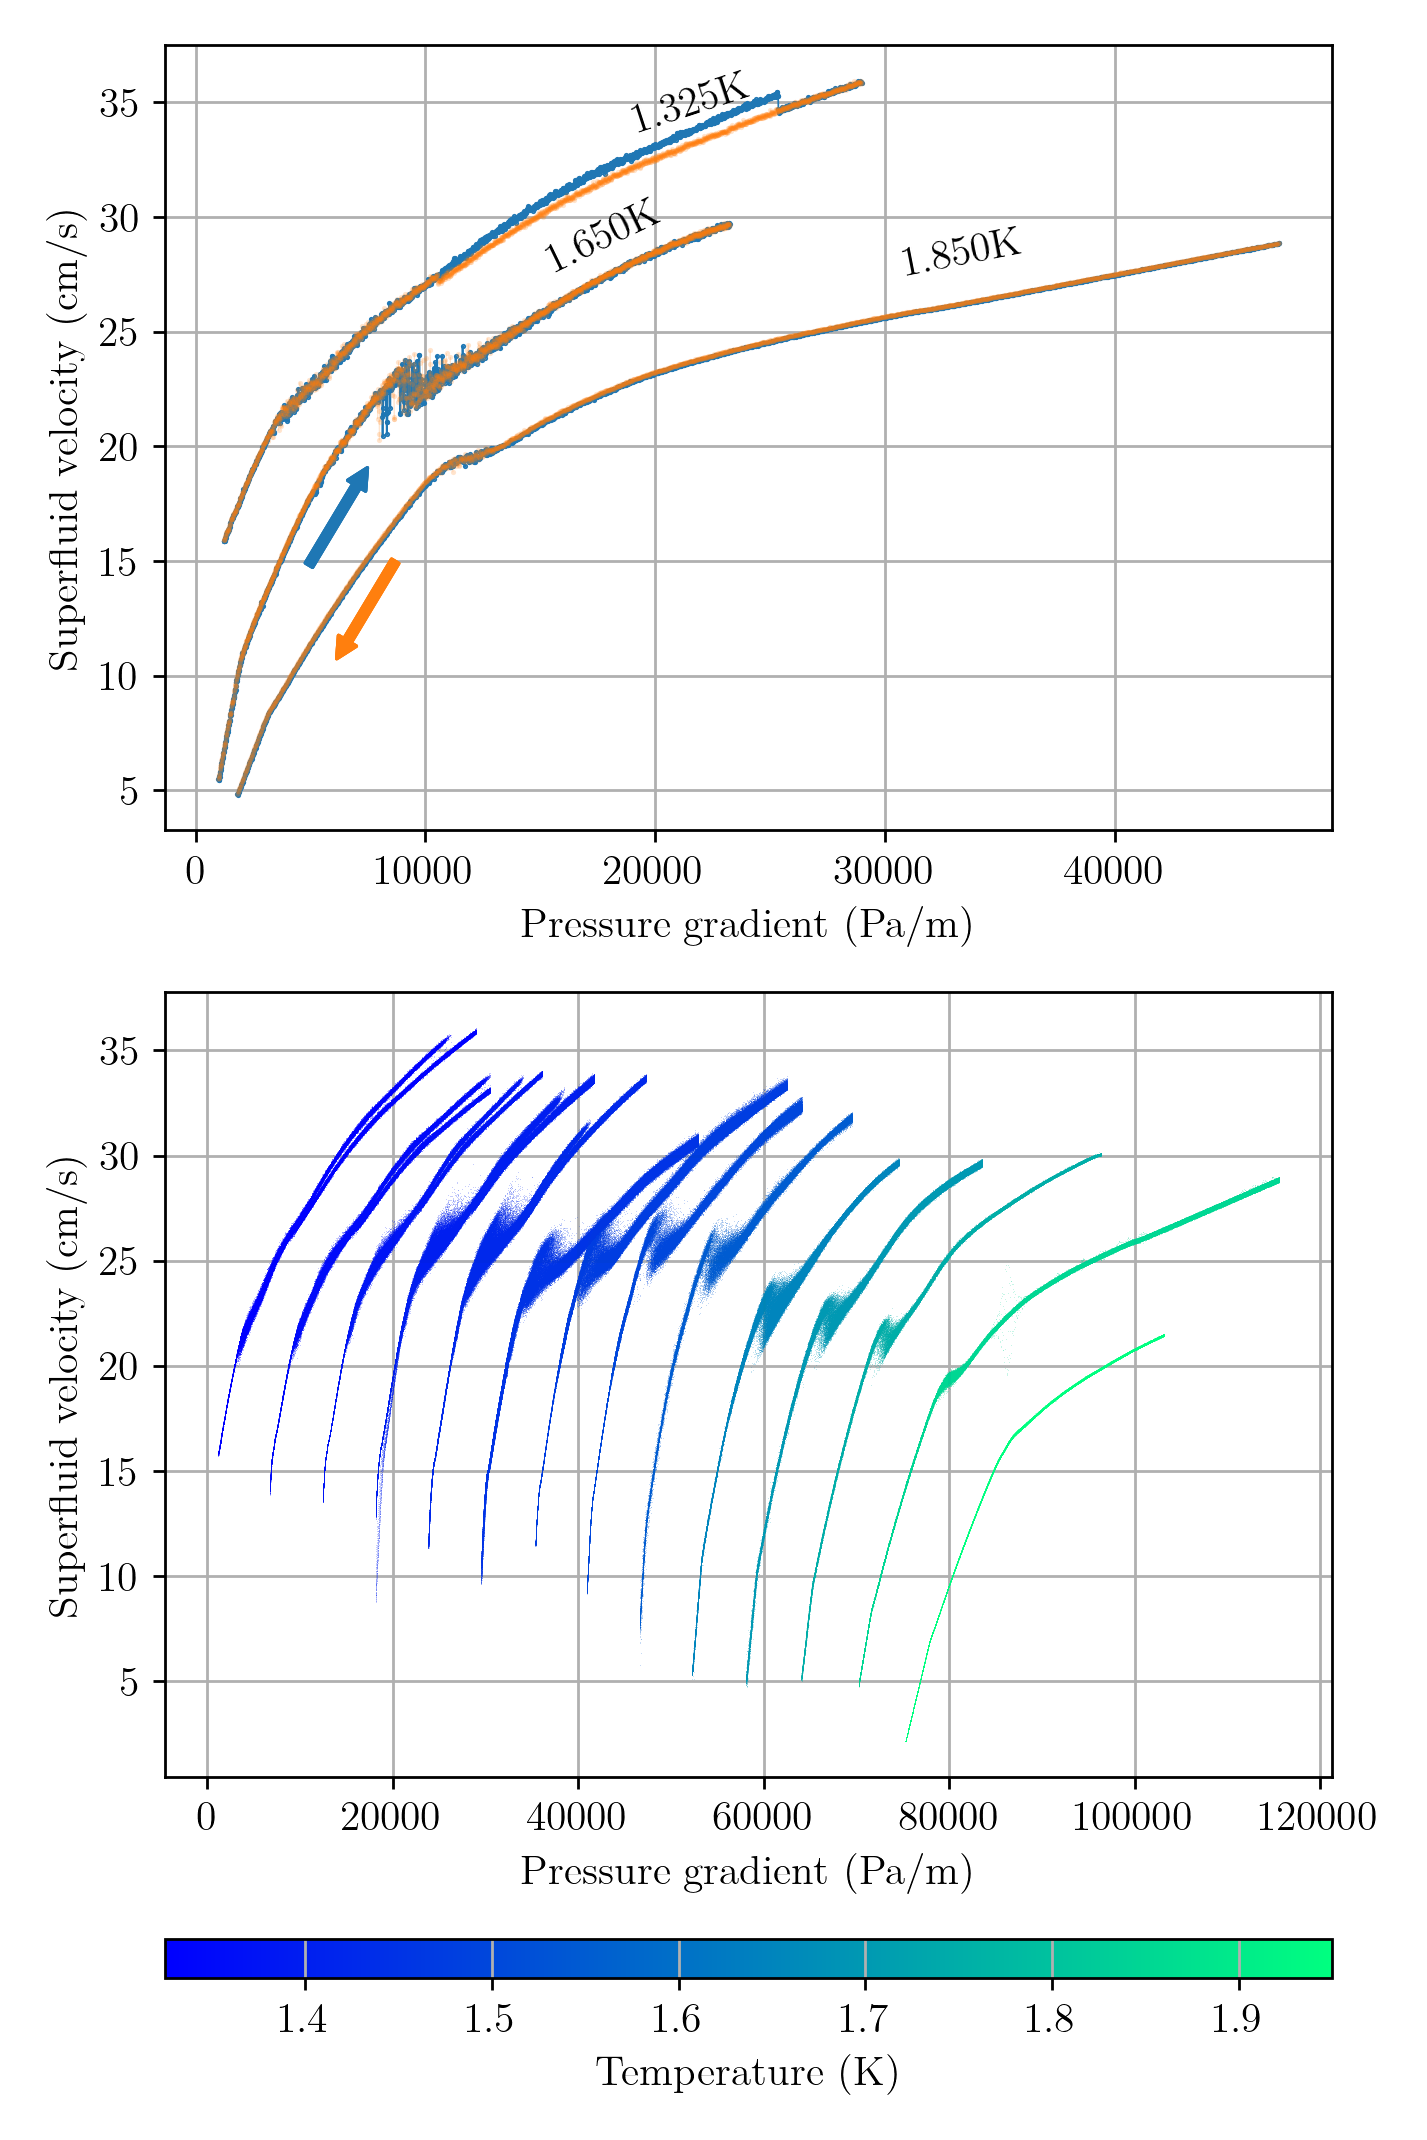 35
30
25
20
15
10
5
Superfluid velocity (cm/s)
1.325K
1.650K
1.850K
0 10000 20000 30000 40000
Pressure gradient (Pa/m)
35
30
25
20
15
10
5
Superfluid velocity (cm/s)
0 20000 40000 60000 80000 100000 120000
Pressure gradient (Pa/m)
1.4 1.5 1.6 1.7 1.8 1.9
Temperature (K)